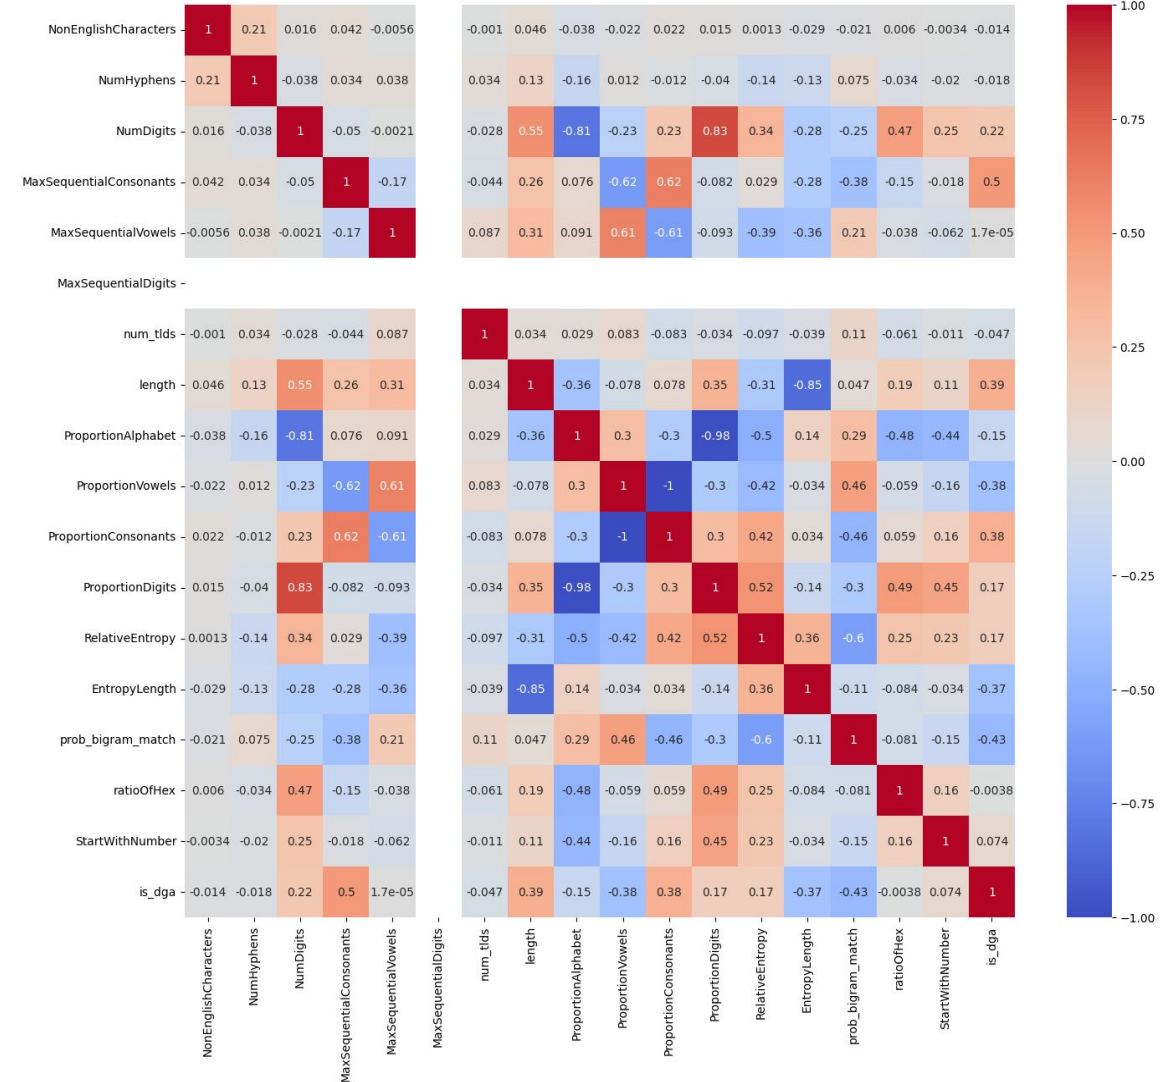 NonEnglishCharacters 1 0.21 0.016 0.042 -0.0056 -0.001 0.046 -0.038 -0.022 0.022 0.015 0.0013 -0.029 -0.021 0.006 -0.0034 -0.014
NumHyphens 0.21 1 -0.038 0.034 0.038 0.034 0.13 -0.16 0.012 -0.012 -0.04 -0.14 -0.13 0.075 -0.034 -0.02 -0.018
NumDigits 0.016 -0.038 1 -0.05 -0.0021 -0.028 0.55 -0.81 -0.23 0.23 0.83 0.34 -0.28 -0.25 0.47 0.25 0.22
MaxSequentialConsonants 0.042 0.034 -0.05 1 -0.17 -0.044 0.26 0.076 -0.62 0.62 -0.082 0.029 -0.28 -0.38 -0.15 -0.018 0.5
MaxSequentialVowels -0.0056 0.038 -0.0021 -0.17 1 0.087 0.31 0.091 0.61 -0.61 -0.093 -0.39 -0.36 0.21 -0.038 -0.062 1.7e-05
MaxSequentialDigits
num_tlds -0.001 0.034 -0.028 -0.044 0.087 1 0.034 0.029 0.083 -0.083 -0.034 -0.097 -0.039 0.11 -0.061 -0.011 -0.047
length 0.046 0.13 0.55 0.26 0.31 0.034 1 -0.36 -0.078 0.078 0.35 -0.31 -0.85 0.047 0.19 0.11 0.39
ProportionAlphabet -0.038 -0.16 -0.81 0.076 0.091 0.029 -0.36 1 0.3 -0.3 -0.98 -0.5 0.14 0.29 -0.48 -0.44 -0.15
ProportionVowels -0.022 0.012 -0.23 -0.62 0.61 0.083 -0.078 0.3 1 -1 -0.3 -0.42 -0.034 0.46 -0.059 -0.16 -0.38
ProportionConsonants 0.022 -0.012 0.23 0.62 -0.61 -0.083 0.078 -0.3 -1 1 0.3 0.42 0.034 -0.46 0.059 0.16 0.38
ProportionDigits 0.015 -0.04 0.83 -0.082 -0.093 -0.034 0.35 -0.98 -0.3 0.3 1 0.52 -0.14 -0.3 0.49 0.45 0.17
RelativeEntropy 0.0013 -0.14 0.34 0.029 -0.39 -0.097 -0.31 -0.5 -0.42 0.42 0.52 1 0.36 -0.6 0.25 0.23 0.17
EntropyLength -0.029 -0.13 -0.28 -0.28 -0.36 -0.039 -0.85 0.14 -0.034 0.034 -0.14 0.36 1 -0.11 -0.084 -0.034 -0.37
prob_bigram_match -0.021 0.075 -0.25 -0.38 0.21 0.11 0.047 0.29 0.46 -0.46 -0.3 -0.6 -0.11 1 -0.081 -0.15 -0.43
ratioOfHex 0.006 -0.034 0.47 -0.15 -0.038 -0.061 0.19 -0.48 -0.059 0.059 0.49 0.25 -0.084 -0.081 1 0.16 -0.0038
StartWithNumber -0.0034 -0.02 0.25 -0.018 -0.062 -0.011 0.11 -0.44 -0.16 0.16 0.45 0.23 -0.034 -0.15 0.16 1 0.074
is_dga -0.014 -0.018 0.22 0.5 1.7e-05 -0.047 0.39 -0.15 -0.38 0.38 0.17 0.17 -0.37 -0.43 -0.0038 0.074 1
NonEnglishCharacters
NumHyphens
NumDigits
MaxSequentialConsonants
MaxSequentialVowels
MaxSequentialDigits
num_tlds
length
ProportionAlphabet
ProportionVowels
ProportionConsonants
ProportionDigits
RelativeEntropy
EntropyLength
prob_bigram_match
ratioOfHex
StartWithNumber
is_dga
1.00
0.75
0.50
0.25
0.00
−0.25
−0.50
−0.75
−1.00